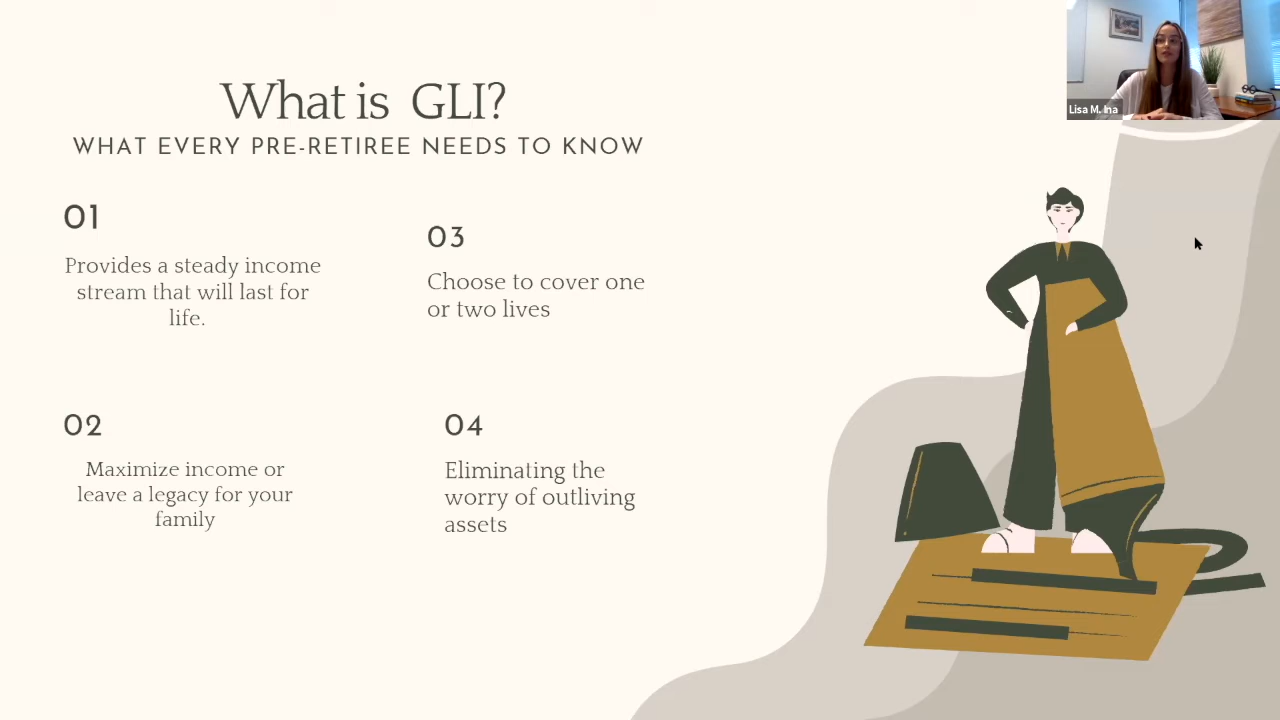 What is GLI?
WHAT EVERY PRE-RETIREE NEEDS TO KNOW
01
Provides a steady income
stream that will last for
life.
02
Maximize income or
leave a legacy for your
family
03
Choose to cover one
or two lives
04
Eliminating the
worry of outliving
assets
Lisa M. Ina